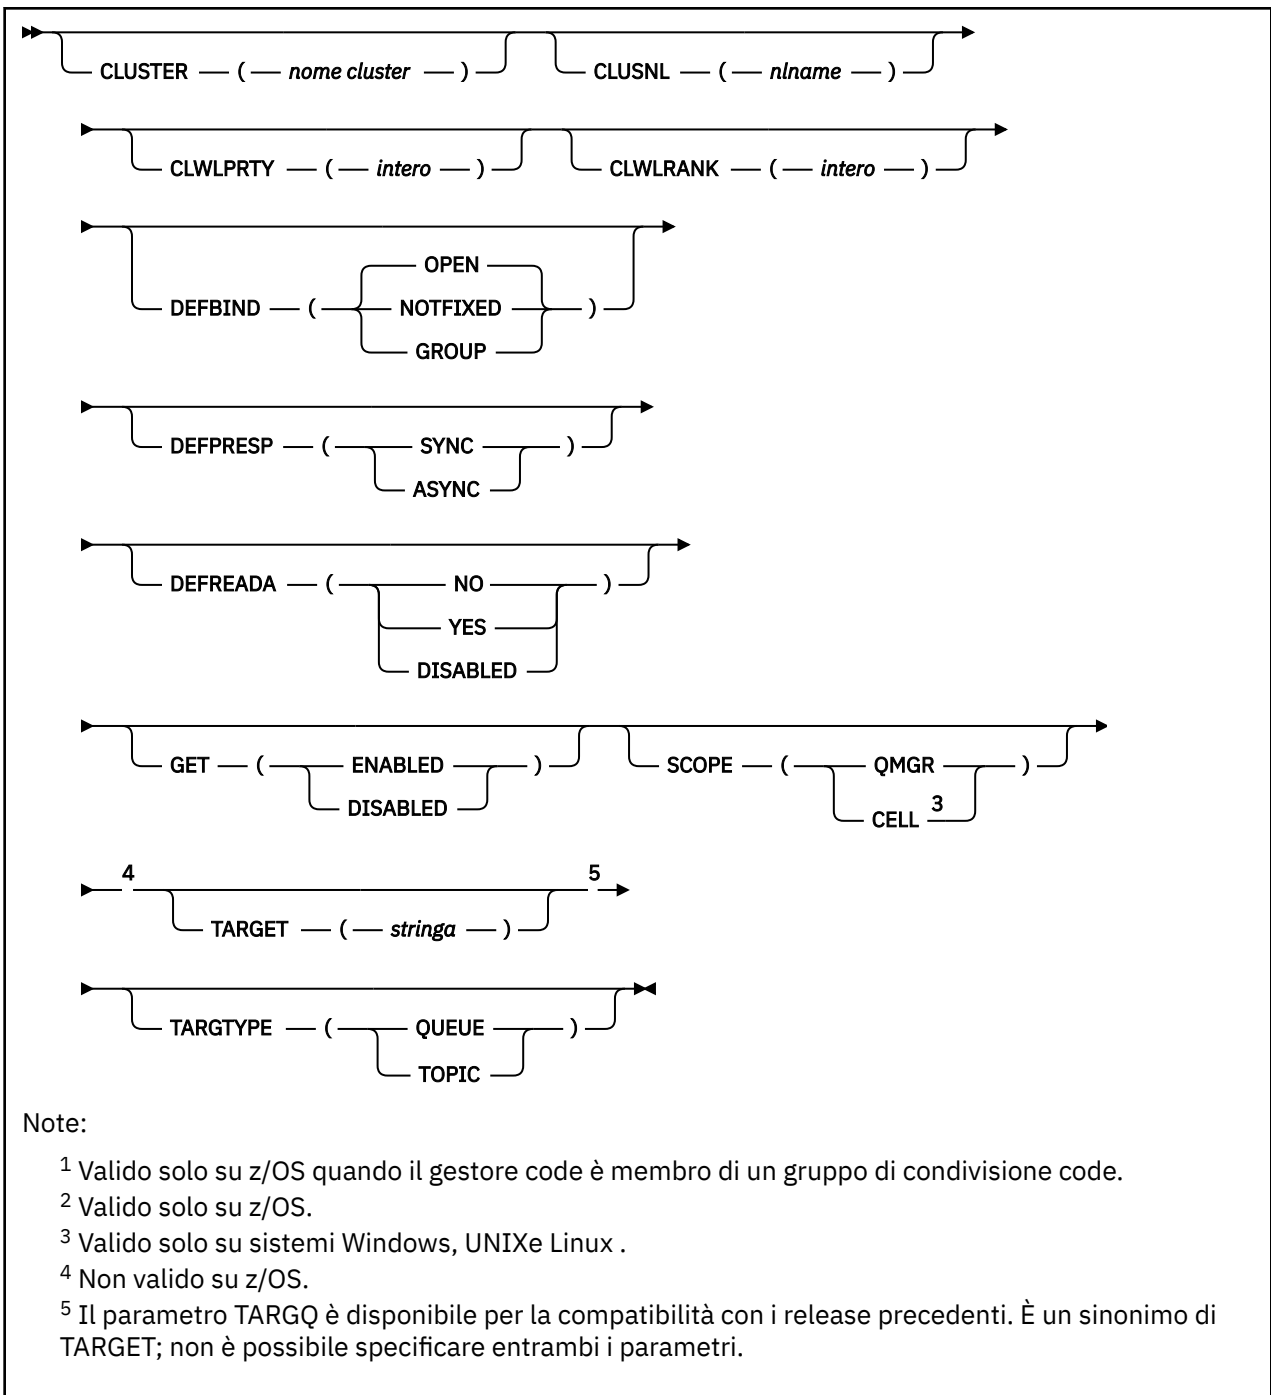 CLUSTER ( nome cluster ) CLUSNL ( nlname )
CLWLPRTY ( intero ) CLWLRANK ( intero )
OPEN
DEFBIND ( NOTFIXED )
GROUP
DEFPRESP ( SYNC )
ASYNC
DEFREADA ( NO )
YES
DISABLED
GET ( ENABLED ) SCOPE ( QMGR )
DISABLED CELL 3
4 5
TARGET ( stringa )
TARGTYPE ( QUEUE )
TOPIC
Note:
1 Valido solo su z/OS quando il gestore code è membro di un gruppo di condivisione code.
2 Valido solo su z/OS.
3 Valido solo su sistemi Windows, UNIXe Linux .
4 Non valido su z/OS.
5 Il parametro TARGQ è disponibile per la compatibilità con i release precedenti. È un sinonimo di
TARGET; non è possibile specificare entrambi i parametri.